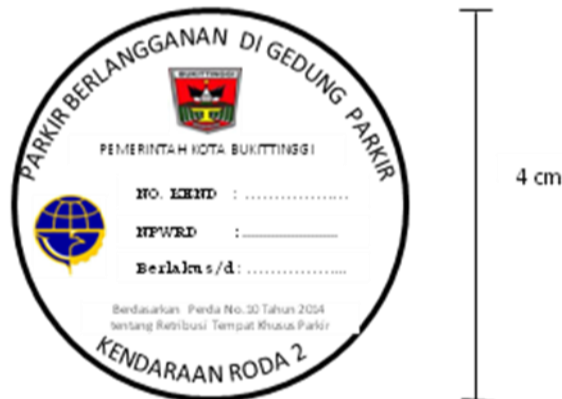 PARKIR BERLANGGANAN DI GEDUNG PARKIR
BUKITTINGGI
PEMERINTAH KOTA BUKITTINGGI
NO. KEND : ..................
NPWRD : ..................
Berlaku s/d : ..................
Berdasarkan Perda No.10 Tahun 2014
tentang Retribusi Tempat Khusus Parkir
KENDARAAN RODA 2
4 cm